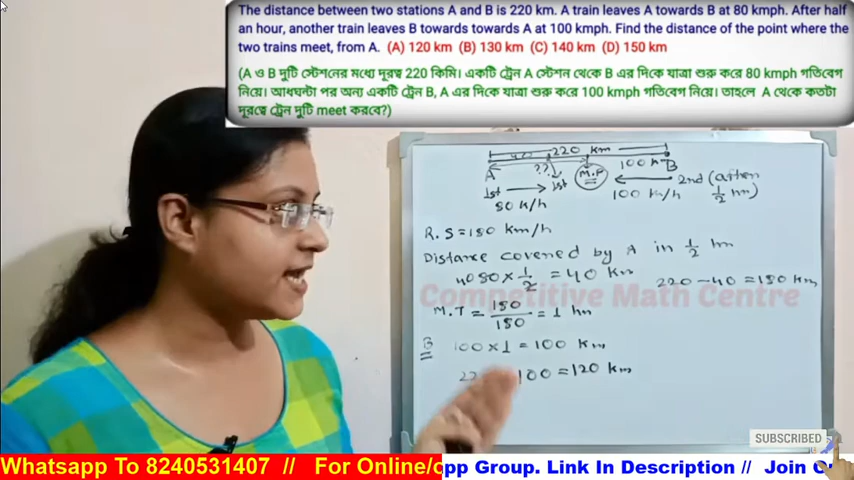 The distance between two stations A and B is 220 km. A train leaves A towards B at 80 kmph. After half
an hour, another train leaves B towards towards A at 100 kmph. Find the distance of the point where the
two trains meet, from A. (A) 120 km (B) 130 km (C) 140 km (D) 150 km
(A ও B দুটি স্টেশনের মধ্যে দূরত্ব 220 কিমি। একটি ট্রেন A স্টেশন থেকে B এর দিকে যাত্রা শুরু করে 80 kmph গতিবেগ
নিয়ে। আধঘন্টা পর অন্য একটি ট্রেন B, A এর দিকে যাত্রা শুরু করে 100 kmph গতিবেগ নিয়ে। তাহলে A থেকে কতটা
দূরত্বে ট্রেন দুটি meet করবে?)
220 km
40
100 km
A
??
M.P
B
1st
1st
2nd (after
1/2 hr)
80 k/h
100 k/h
R.S = 180 km/h
Distance covered by A in 1/2 hr
40 80 × 1/2 = 40 km
220 - 40 = 180 km
Competitive Math Centre
M.T = 180/180 = 1 hr
B 100 × 1 = 100 km
100 = 120 km
SUBSCRIBED
Whatsapp To 8240531407 // For Online/o
pp Group. Link In Description // Join